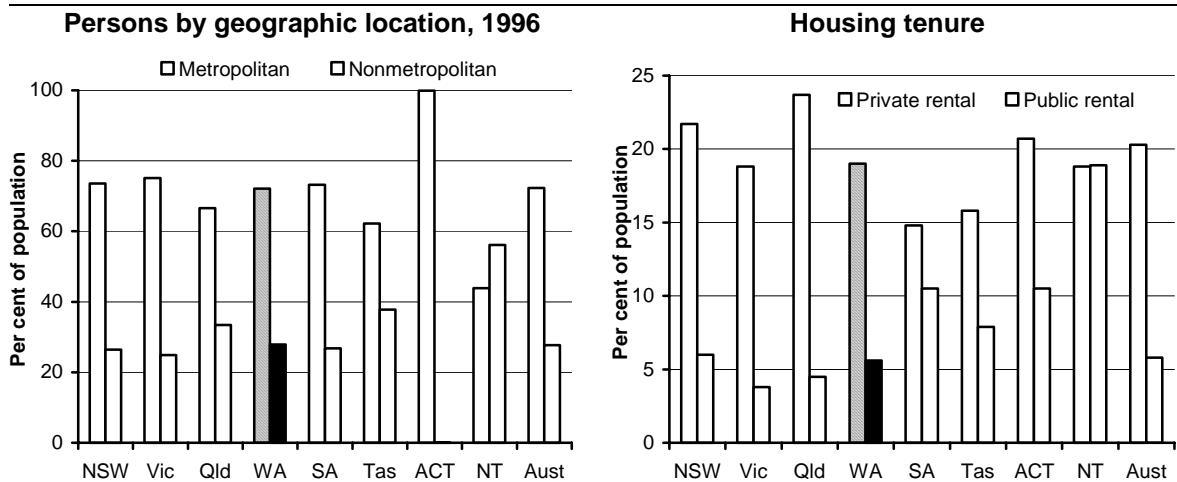 Persons by geographic location, 1996
Metropolitan Nonmetropolitan
Per cent of population
100
80
60
40
20
0
NSW Vic Qld WA SA Tas ACT NT Aust
Housing tenure
Private rental Public rental
Per cent of population
25
20
15
10
5
0
NSW Vic Qld WA SA Tas ACT NT Aust